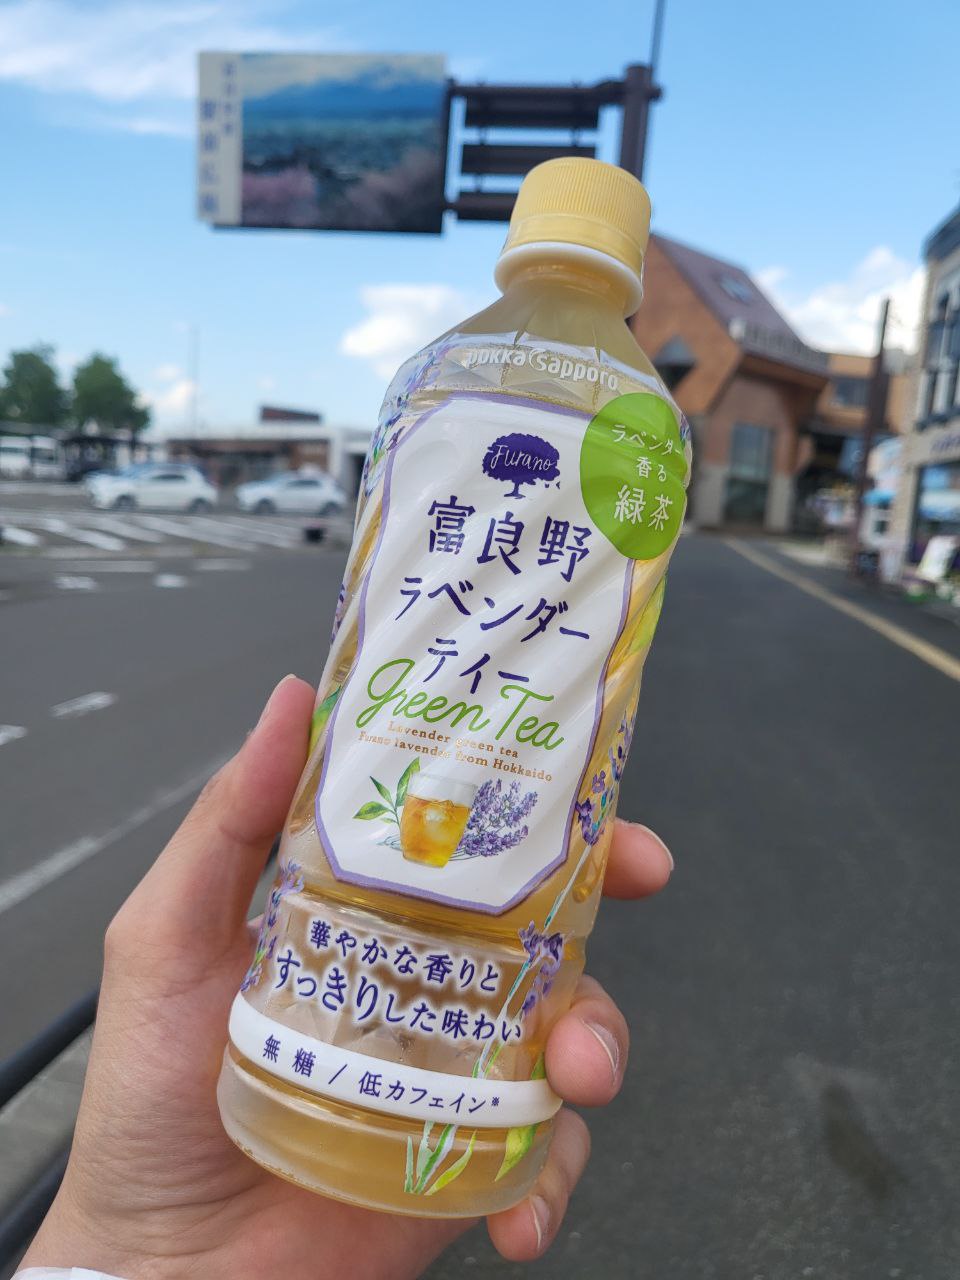 pokka sapporo
Furano
ラベンダー
香る
緑茶
富良野
ラベンダー
ティー
green Tea
Lavender green tea
Furano lavender from Hokkaido
華やかな香りと
すっきりした味わい
無糖 / 低カフェイン※